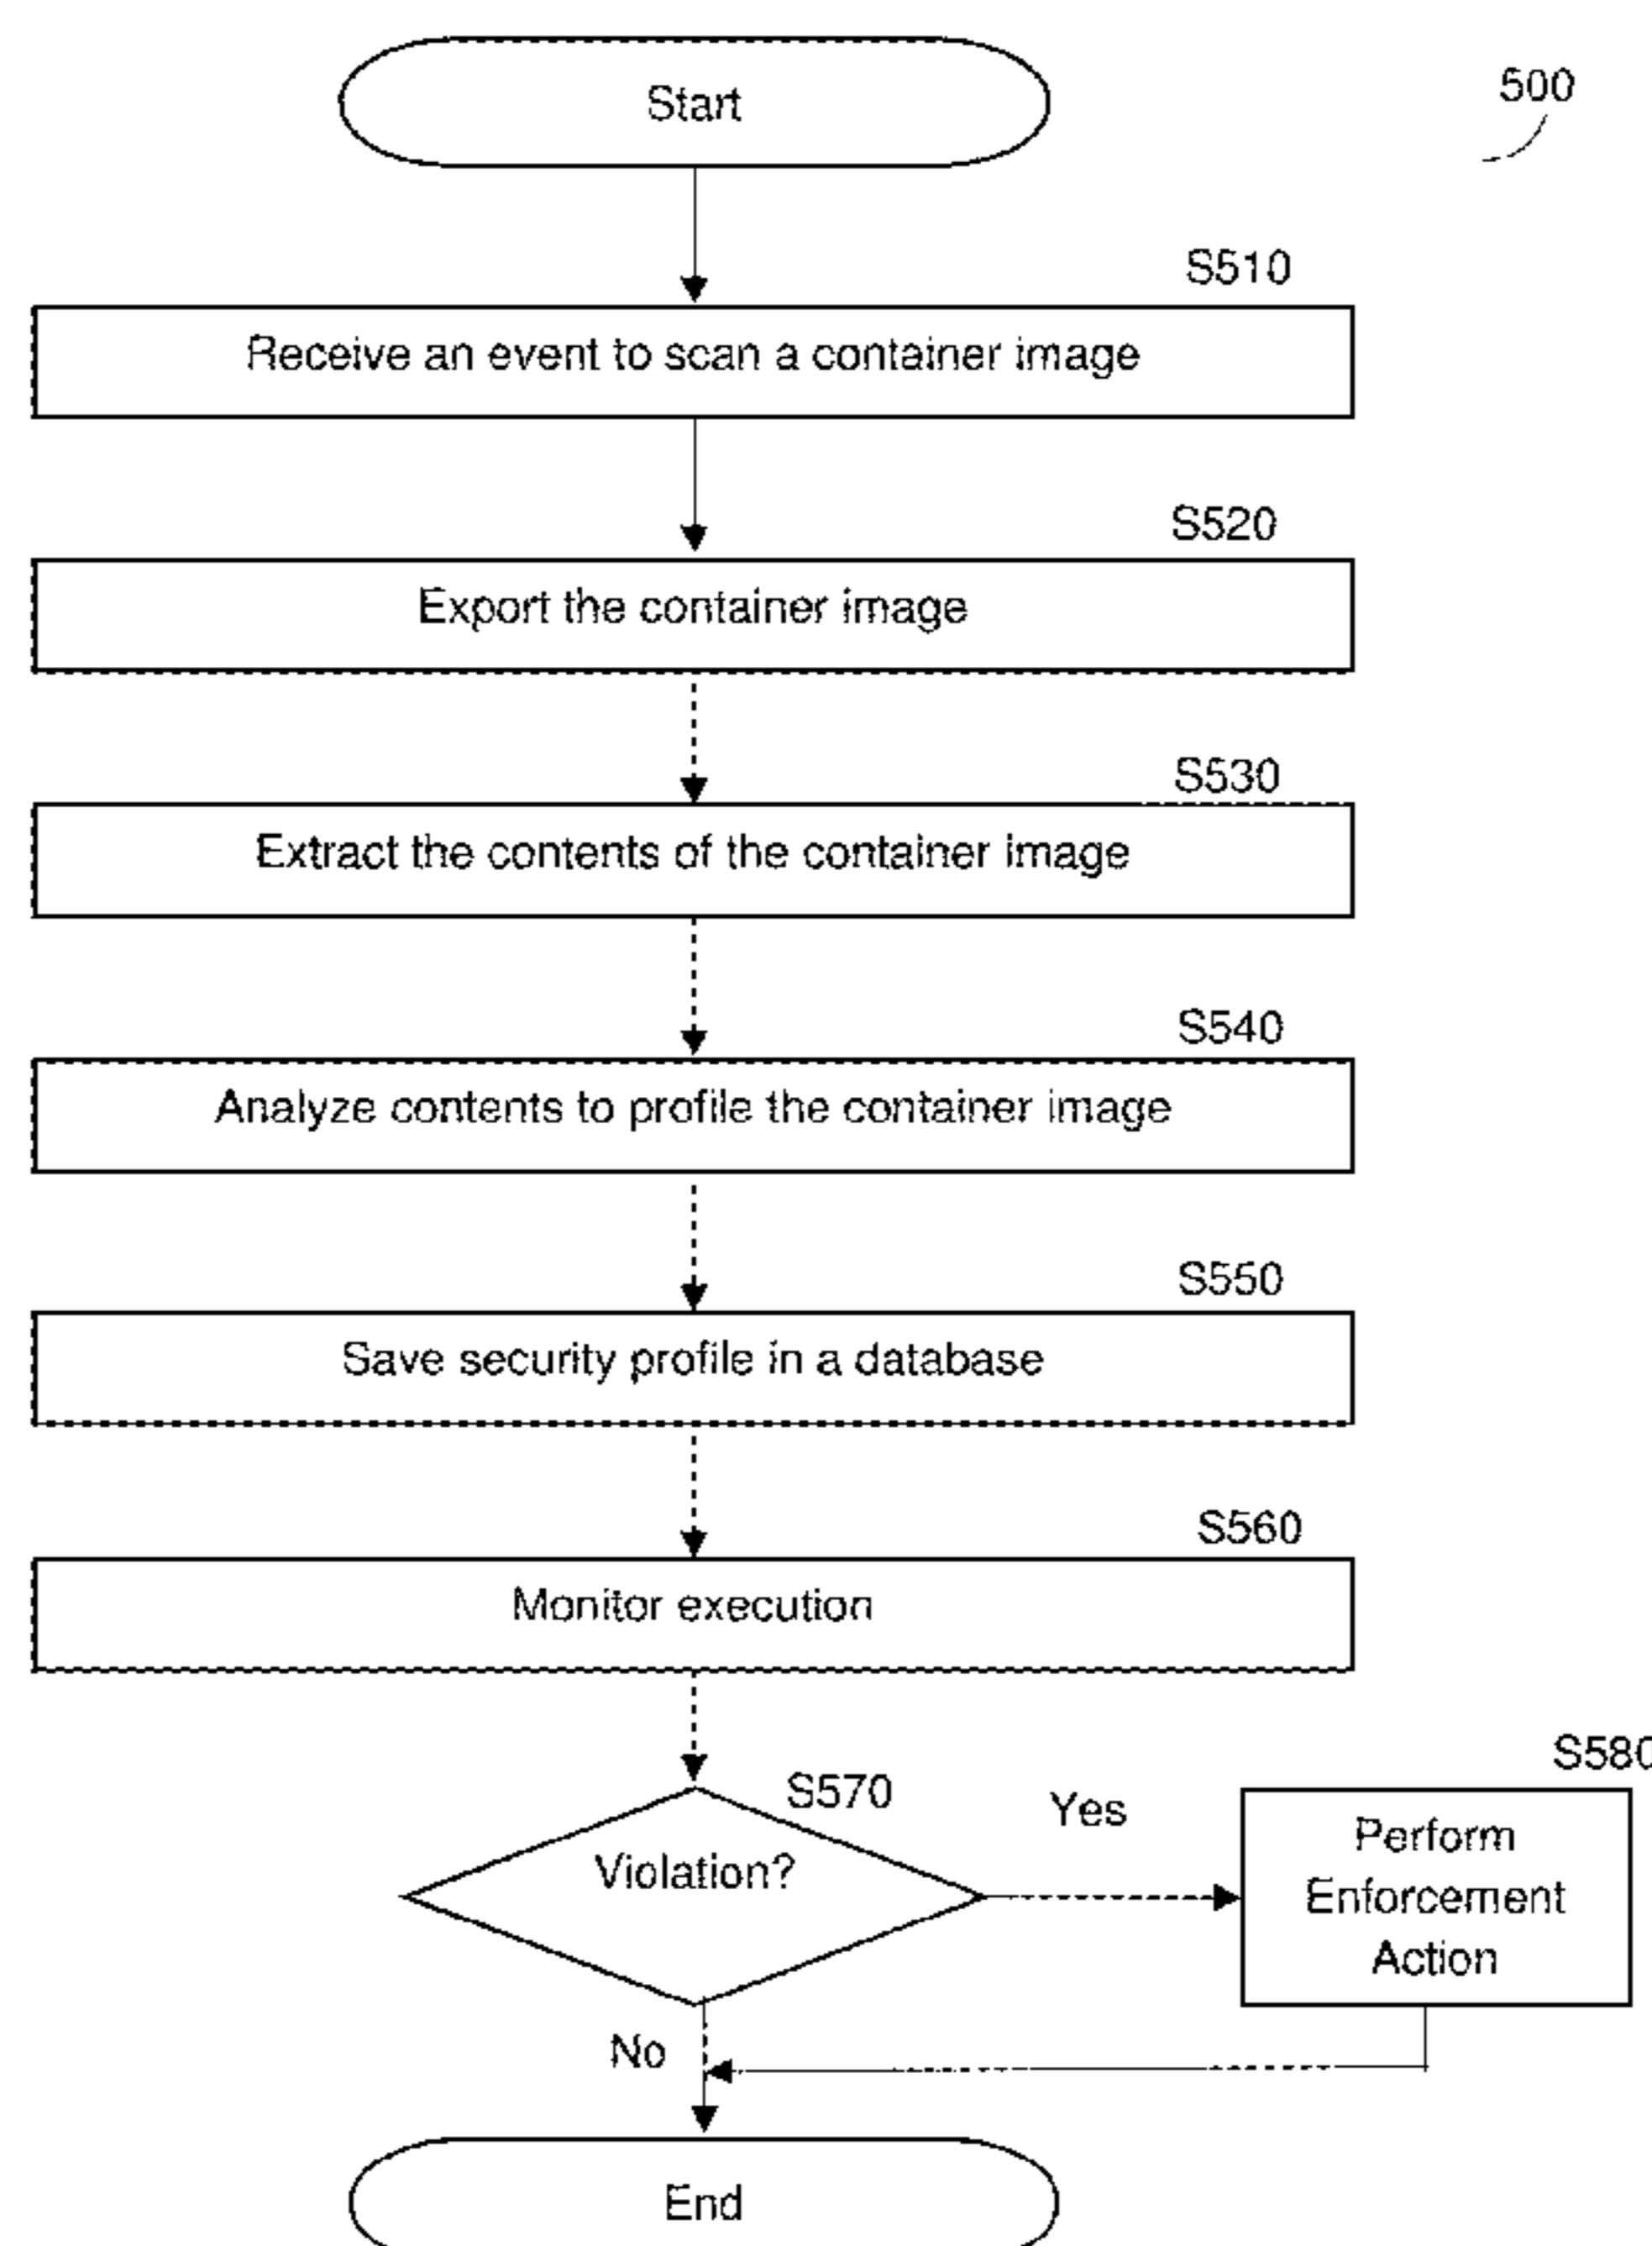 Start
500
S510
Receive an event to scan a container image
S520
Export the container image
S530
Extract the contents of the container image
S540
Analyze contents to profile the container image
S550
Save security profile in a database
S560
Monitor execution
S580
S570
Yes
Violation?
Perform
Enforcement
Action
No
End